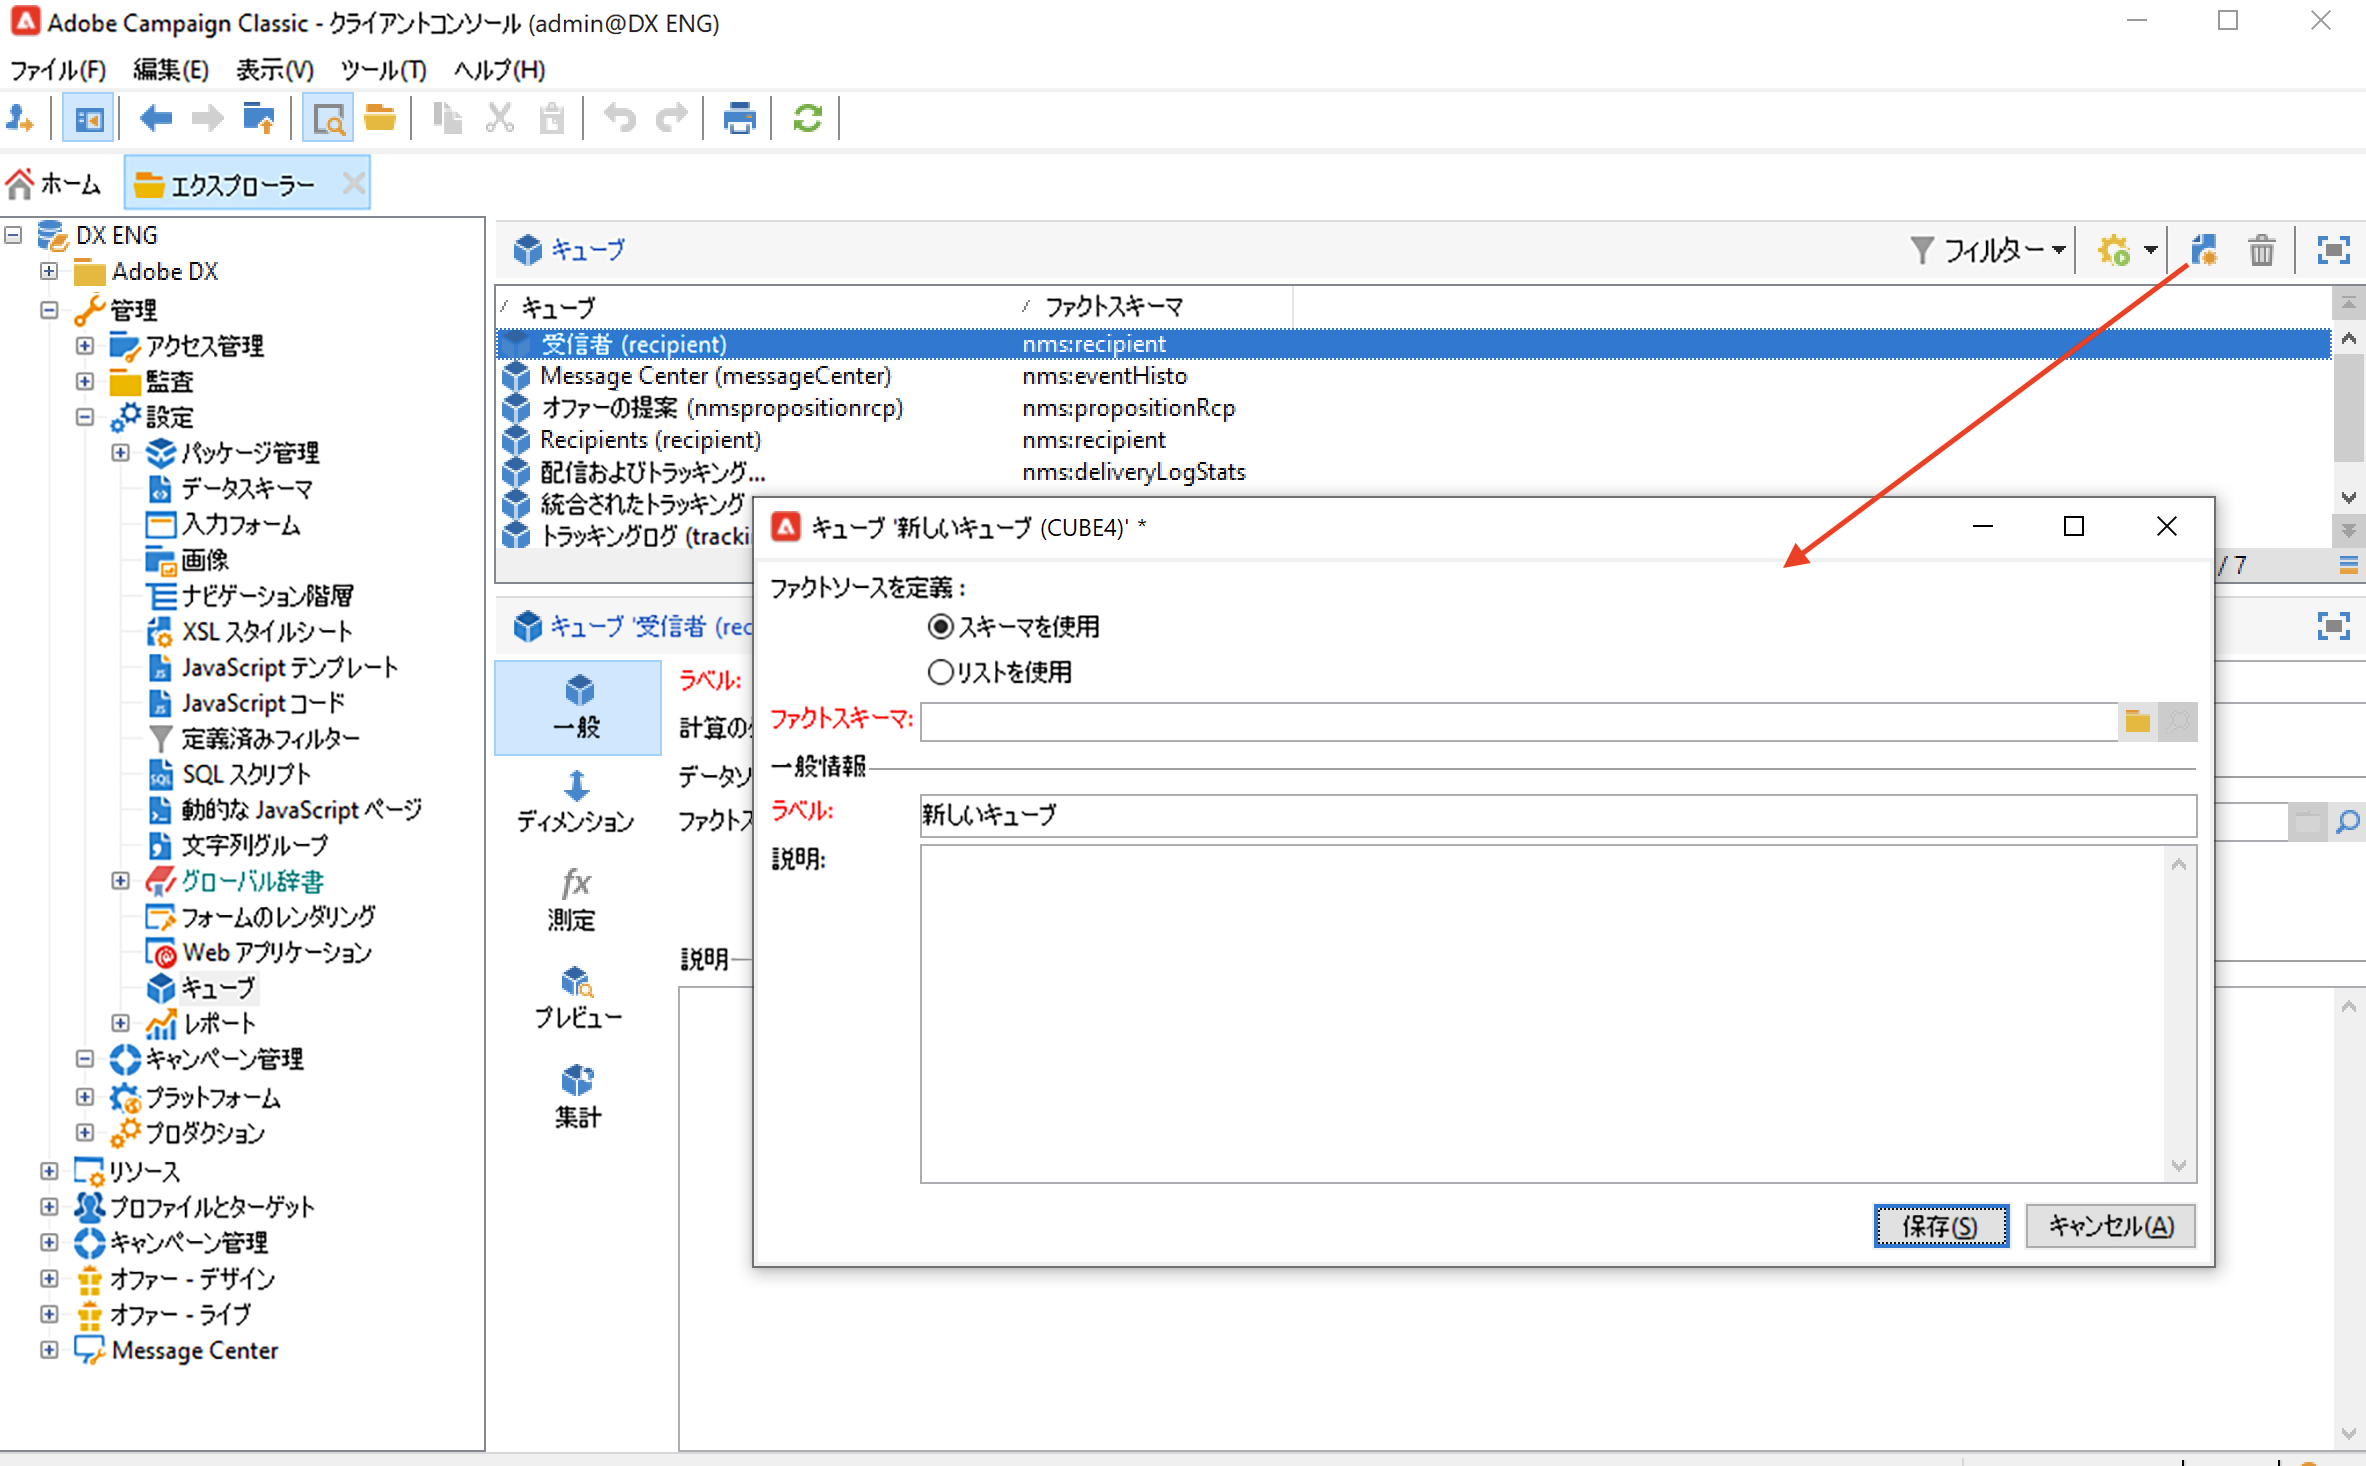 Adobe Campaign Classic - クライアントコンソール (admin@DX ENG)
ファイル(F) 編集(E) 表示(V) ツール(T) ヘルプ(H)
ホーム エクスプローラー
DX ENG
Adobe DX
管理
アクセス管理
監査
設定
パッケージ管理
データスキーマ
入力フォーム
画像
ナビゲーション階層
XSL スタイルシート
JavaScript テンプレート
JavaScript コード
定義済みフィルター
SQL スクリプト
動的な JavaScript ページ
文字列グループ
グローバル辞書
フォームのレンダリング
Web アプリケーション
キューブ
レポート
キャンペーン管理
プラットフォーム
プロダクション
リソース
プロファイルとターゲット
キャンペーン管理
オファー - デザイン
オファー - ライブ
Message Center
キューブ フィルター
キューブ ファクトスキーマ
受信者 (recipient) nms:recipient
Message Center (messageCenter) nms:eventHisto
オファーの提案 (nmspropositionrcp) nms:propositionRcp
Recipients (recipient) nms:recipient
配信およびトラッキング... nms:deliveryLogStats
統合されたトラッキング
トラッキングログ (tracki
/ 7
キューブ '受信者 (rec
一般
ディメンション
fx
測定
プレビュー
集計
ラベル:
計算の
データソ
ファクトス
説明
キューブ '新しいキューブ (CUBE4)' *
ファクトソースを定義 :
スキーマを使用
リストを使用
ファクトスキーマ:
一般情報
ラベル: 新しいキューブ
説明:
保存(S) キャンセル(A)